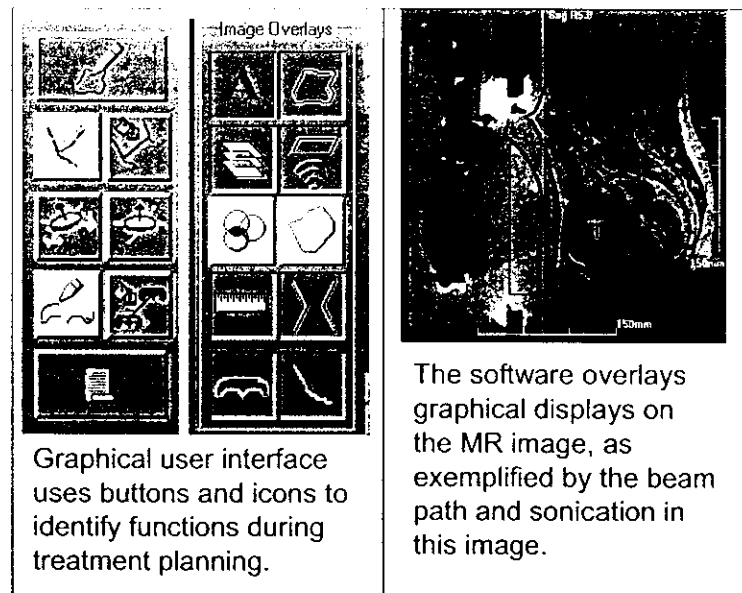 Image Overlays
A
Graphical user interface
uses buttons and icons to
identify functions during
treatment planning.
Sag A5.0
150mm
150mm
The software overlays
graphical displays on
the MR image, as
exemplified by the beam
path and sonication in
this image.